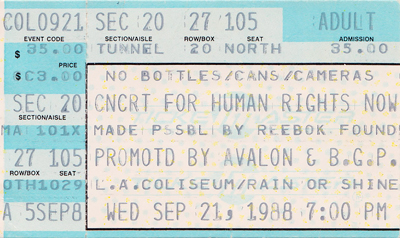 COL0921 SEC 20 27 105 ADULT
EVENT CODE SECTION/AISLE ROW/BOX SEAT ADMISSION
$ 35.00 TUNNEL 20 NORTH 35.00
PRICE
$ C3.00 NO BOTTLES/CANS/CAMERAS
SEC 20 CNCRT FOR HUMAN RIGHTS NOW
SECTION/AISLE
MA 101X MADE PSSBL BY REEBOK FOUND
ROW/BOX SEAT
27 105 PROMOTD BY AVALON & B.G.P.
OTH1029 L.A.COLISEUM/RAIN OR SHINE
A 5SEP8 WED SEP 21, 1988 7:00 PM